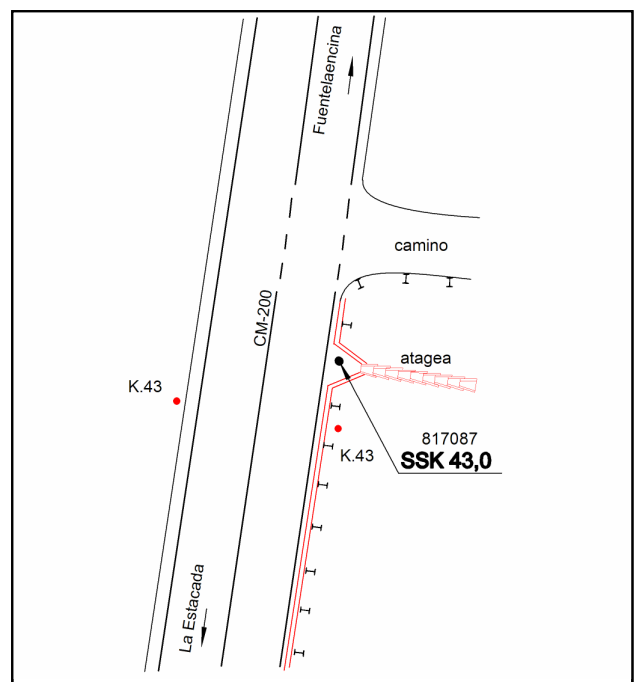 Fuentelaencina
camino
CM-200
atagea
K.43
817087
K.43
SSK 43,0
La Estacada